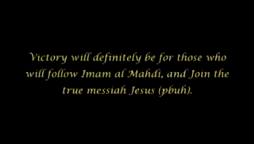 Victory will definitely be for those who
will follow Imam al Mahdi, and Join the
true messiah Jesus (pbuh).